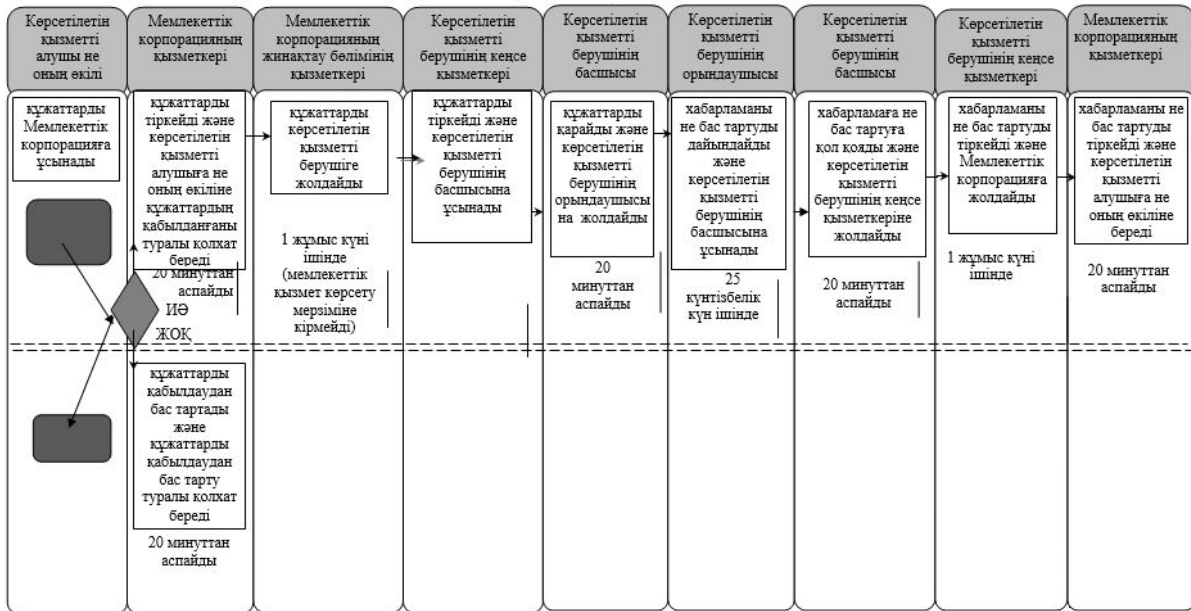 Көрсетілетін
қызметті
алушы не
оның өкілі
Мемлекеттік
корпорацияның
қызметкері
Мемлекеттік
корпорацияның
жинақтау бөлімінің
қызметкері
Көрсетілетін
қызметті
берушінің кеңсе
қызметкері
Көрсетілетін
қызметті
берушінің
басшысы
Көрсетілетін
қызметті
берушінің
орындаушысы
Көрсетілетін
қызметті
берушінің
басшысы
Көрсетілетін
қызметті
берушінің кеңсе
қызметкері
Мемлекеттік
корпорацияның
қызметкері
құжаттарды
Мемлекеттік
корпорацияға
ұсынады
құжаттарды
тіркейді және
көрсетілетін
қызметті
алушыға не
оның өкіліне
құжаттардың
қабылданғаны
туралы қолхат
береді
20 минуттан
аспайды
ИӘ
ЖОҚ
құжаттарды
қабылдаудан
бас тартады
және
құжаттарды
қабылдаудан
бас тарту
туралы қолхат
береді
20 минуттан
аспайды
құжаттарды
көрсетілетін
қызметті
берушіге
жолдайды
1 жұмыс күні
ішінде
(мемлекеттік
қызмет көрсету
мерзіміне
кірмейді)
құжаттарды
тіркейді және
көрсетілетін
қызметті
берушінің
басшысына
ұсынады
құжаттарды
қарайды және
көрсетілетін
қызметті
берушінің
орындаушысы
на жолдайды
20
минуттан
аспайды
хабарламаны
не бас тартуды
дайындайды
және
көрсетілетін
қызметті
берушінің
басшысына
ұсынады
25
күнтізбелік
күн ішінде
хабарламаға не
бас тартуға
қол қояды және
көрсетілетін
қызметті
берушінің кеңсе
қызметкеріне
жолдайды
20 минуттан
аспайды
хабарламаны
не бас тартуды
тіркейді және
Мемлекеттік
корпорацияға
жолдайды
1 жұмыс күні
ішінде
хабарламаны не
бас тартуды
тіркейді және
көрсетілетін
қызметті
алушыға не
оның өкіліне
береді
20 минуттан
аспайды